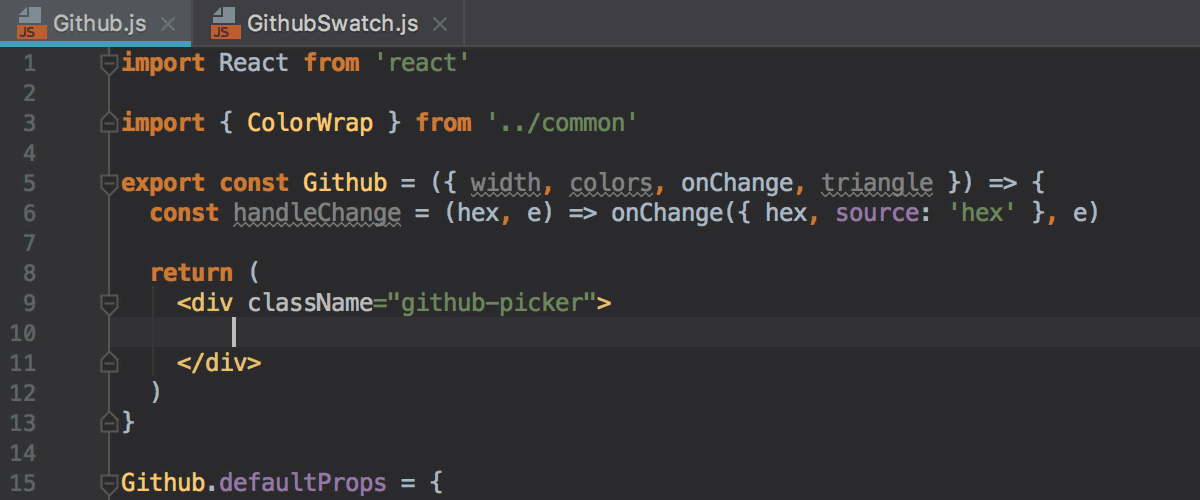 JS Github.js × JS GithubSwatch.js ×
1 import React from 'react'
2
3 import { ColorWrap } from '../common'
4
5 export const Github = ({ width, colors, onChange, triangle }) => {
6 const handleChange = (hex, e) => onChange({ hex, source: 'hex' }, e)
7
8 return (
9 <div className="github-picker">
10
11 </div>
12 )
13 }
14
15 Github.defaultProps = {